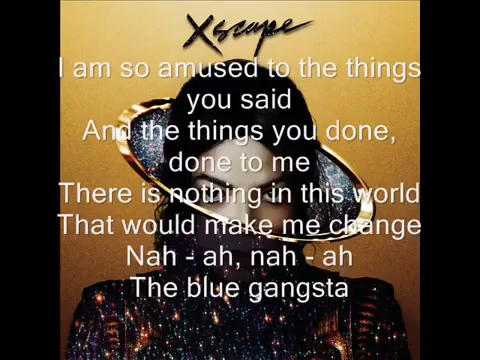 Xscape
I am so amused to the things
you said
And the things you done,
done to me
There is nothing in this world
That would make me change
Nah - ah, nah - ah
The blue gangsta